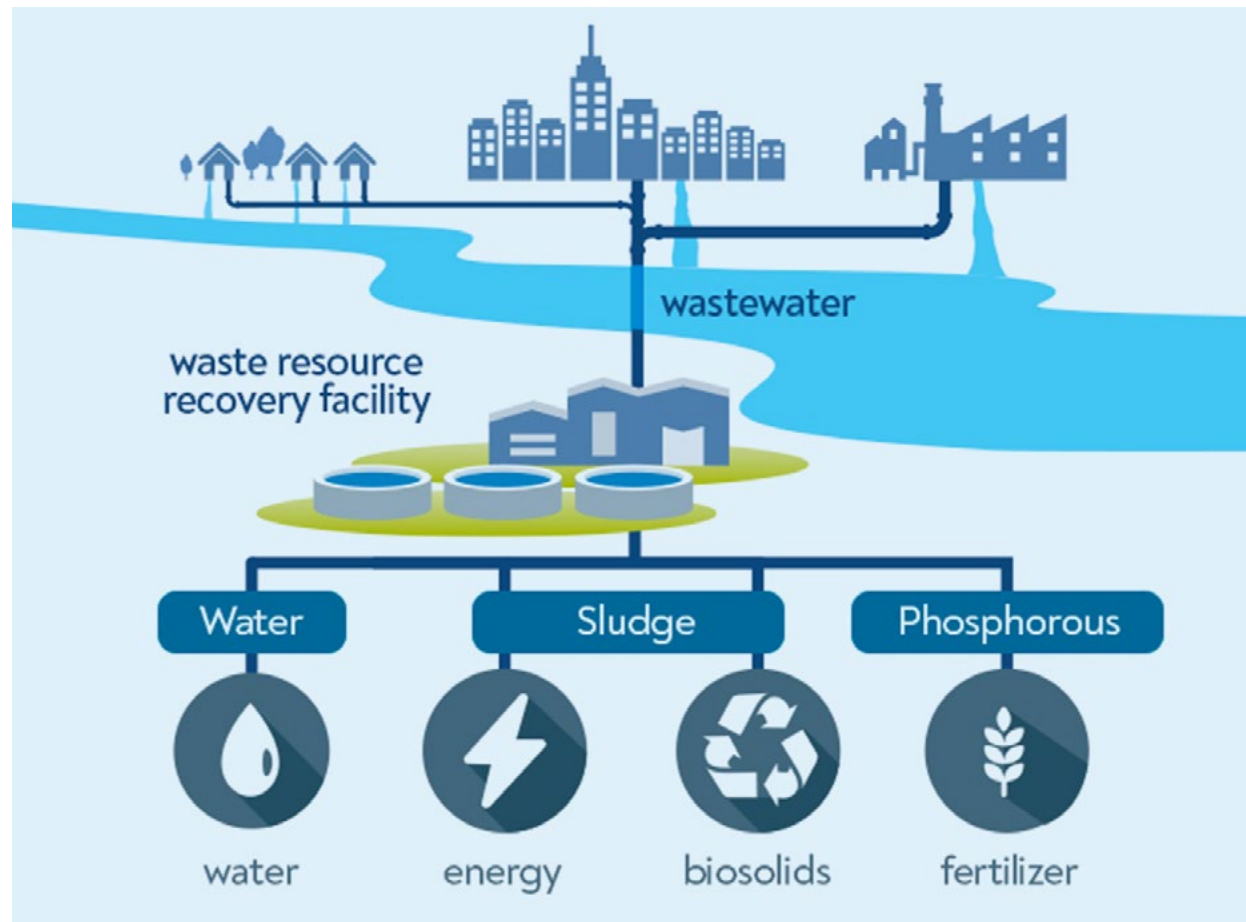 wastewater
waste resource
recovery facility
Water
Sludge
Phosphorous
water
energy
biosolids
fertilizer